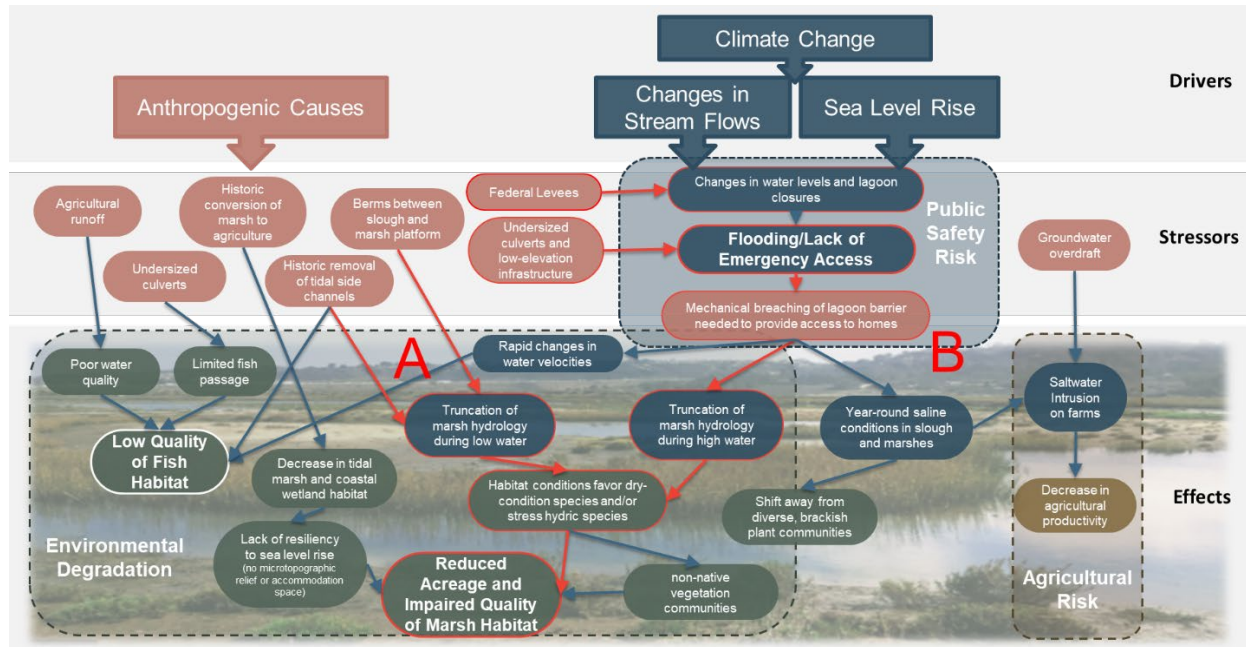 Climate Change
Drivers
Anthropogenic Causes
Changes in
Stream Flows
Sea Level Rise
Agricultural
runoff
Historic
conversion of
marsh to
agriculture
Berms between
slough and
marsh platform
Federal Levees
Changes in water levels and lagoon
closures
Public
Safety
Risk
Stressors
Undersized
culverts
Historic removal
of tidal side
channels
Undersized
culverts and
low-elevation
infrastructure
Flooding/Lack of
Emergency Access
Groundwater
overdraft
Mechanical breaching of lagoon barrier
needed to provide access to homes
A
B
Poor water
quality
Limited fish
passage
Rapid changes in
water velocities
Low Quality
of Fish
Habitat
Truncation of
marsh hydrology
during low water
Truncation of
marsh hydrology
during high water
Year-round saline
conditions in
slough and marshes
Saltwater
Intrusion
on farms
Decrease in tidal
marsh and coastal
wetland habitat
Habitat conditions favor dry-
condition species and/or
stress hydric species
Shift away from
diverse, brackish
plant communities
Decrease in
agricultural
productivity
Effects
Environmental
Degradation
Lack of resiliency
to sea level rise
(no microtopographic
relief or accommodation
space)
Reduced
Acreage and
Impaired Quality
of Marsh Habitat
non-native
vegetation
communities
Agricultural
Risk